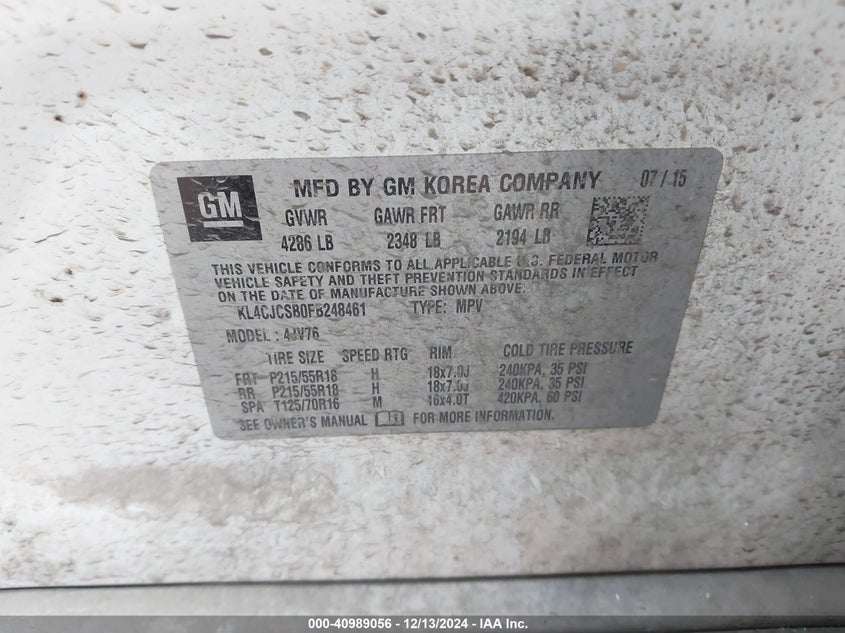 GM MFD BY GM KOREA COMPANY 07/15
GVWR GAWR FRT GAWR RR
4286 LB 2348 LB 2194 LB
THIS VEHICLE CONFORMS TO ALL APPLICABLE U.S. FEDERAL MOTOR
VEHICLE SAFETY AND THEFT PREVENTION STANDARDS IN EFFECT
ON THE DATE OF MANUFACTURE SHOWN ABOVE.
KL4CJCSB0FB248461 TYPE: MPV
MODEL : 4JV76
TIRE SIZE SPEED RTG RIM COLD TIRE PRESSURE
FRT P215/55R18 H 18x7.0J 240KPA, 35 PSI
RR P215/55R18 H 18x7.0J 240KPA, 35 PSI
SPA T125/70R16 M 16x4.0T 420KPA, 60 PSI
SEE OWNER'S MANUAL FOR MORE INFORMATION.
000-40989056 - 12/13/2024 - IAA Inc.